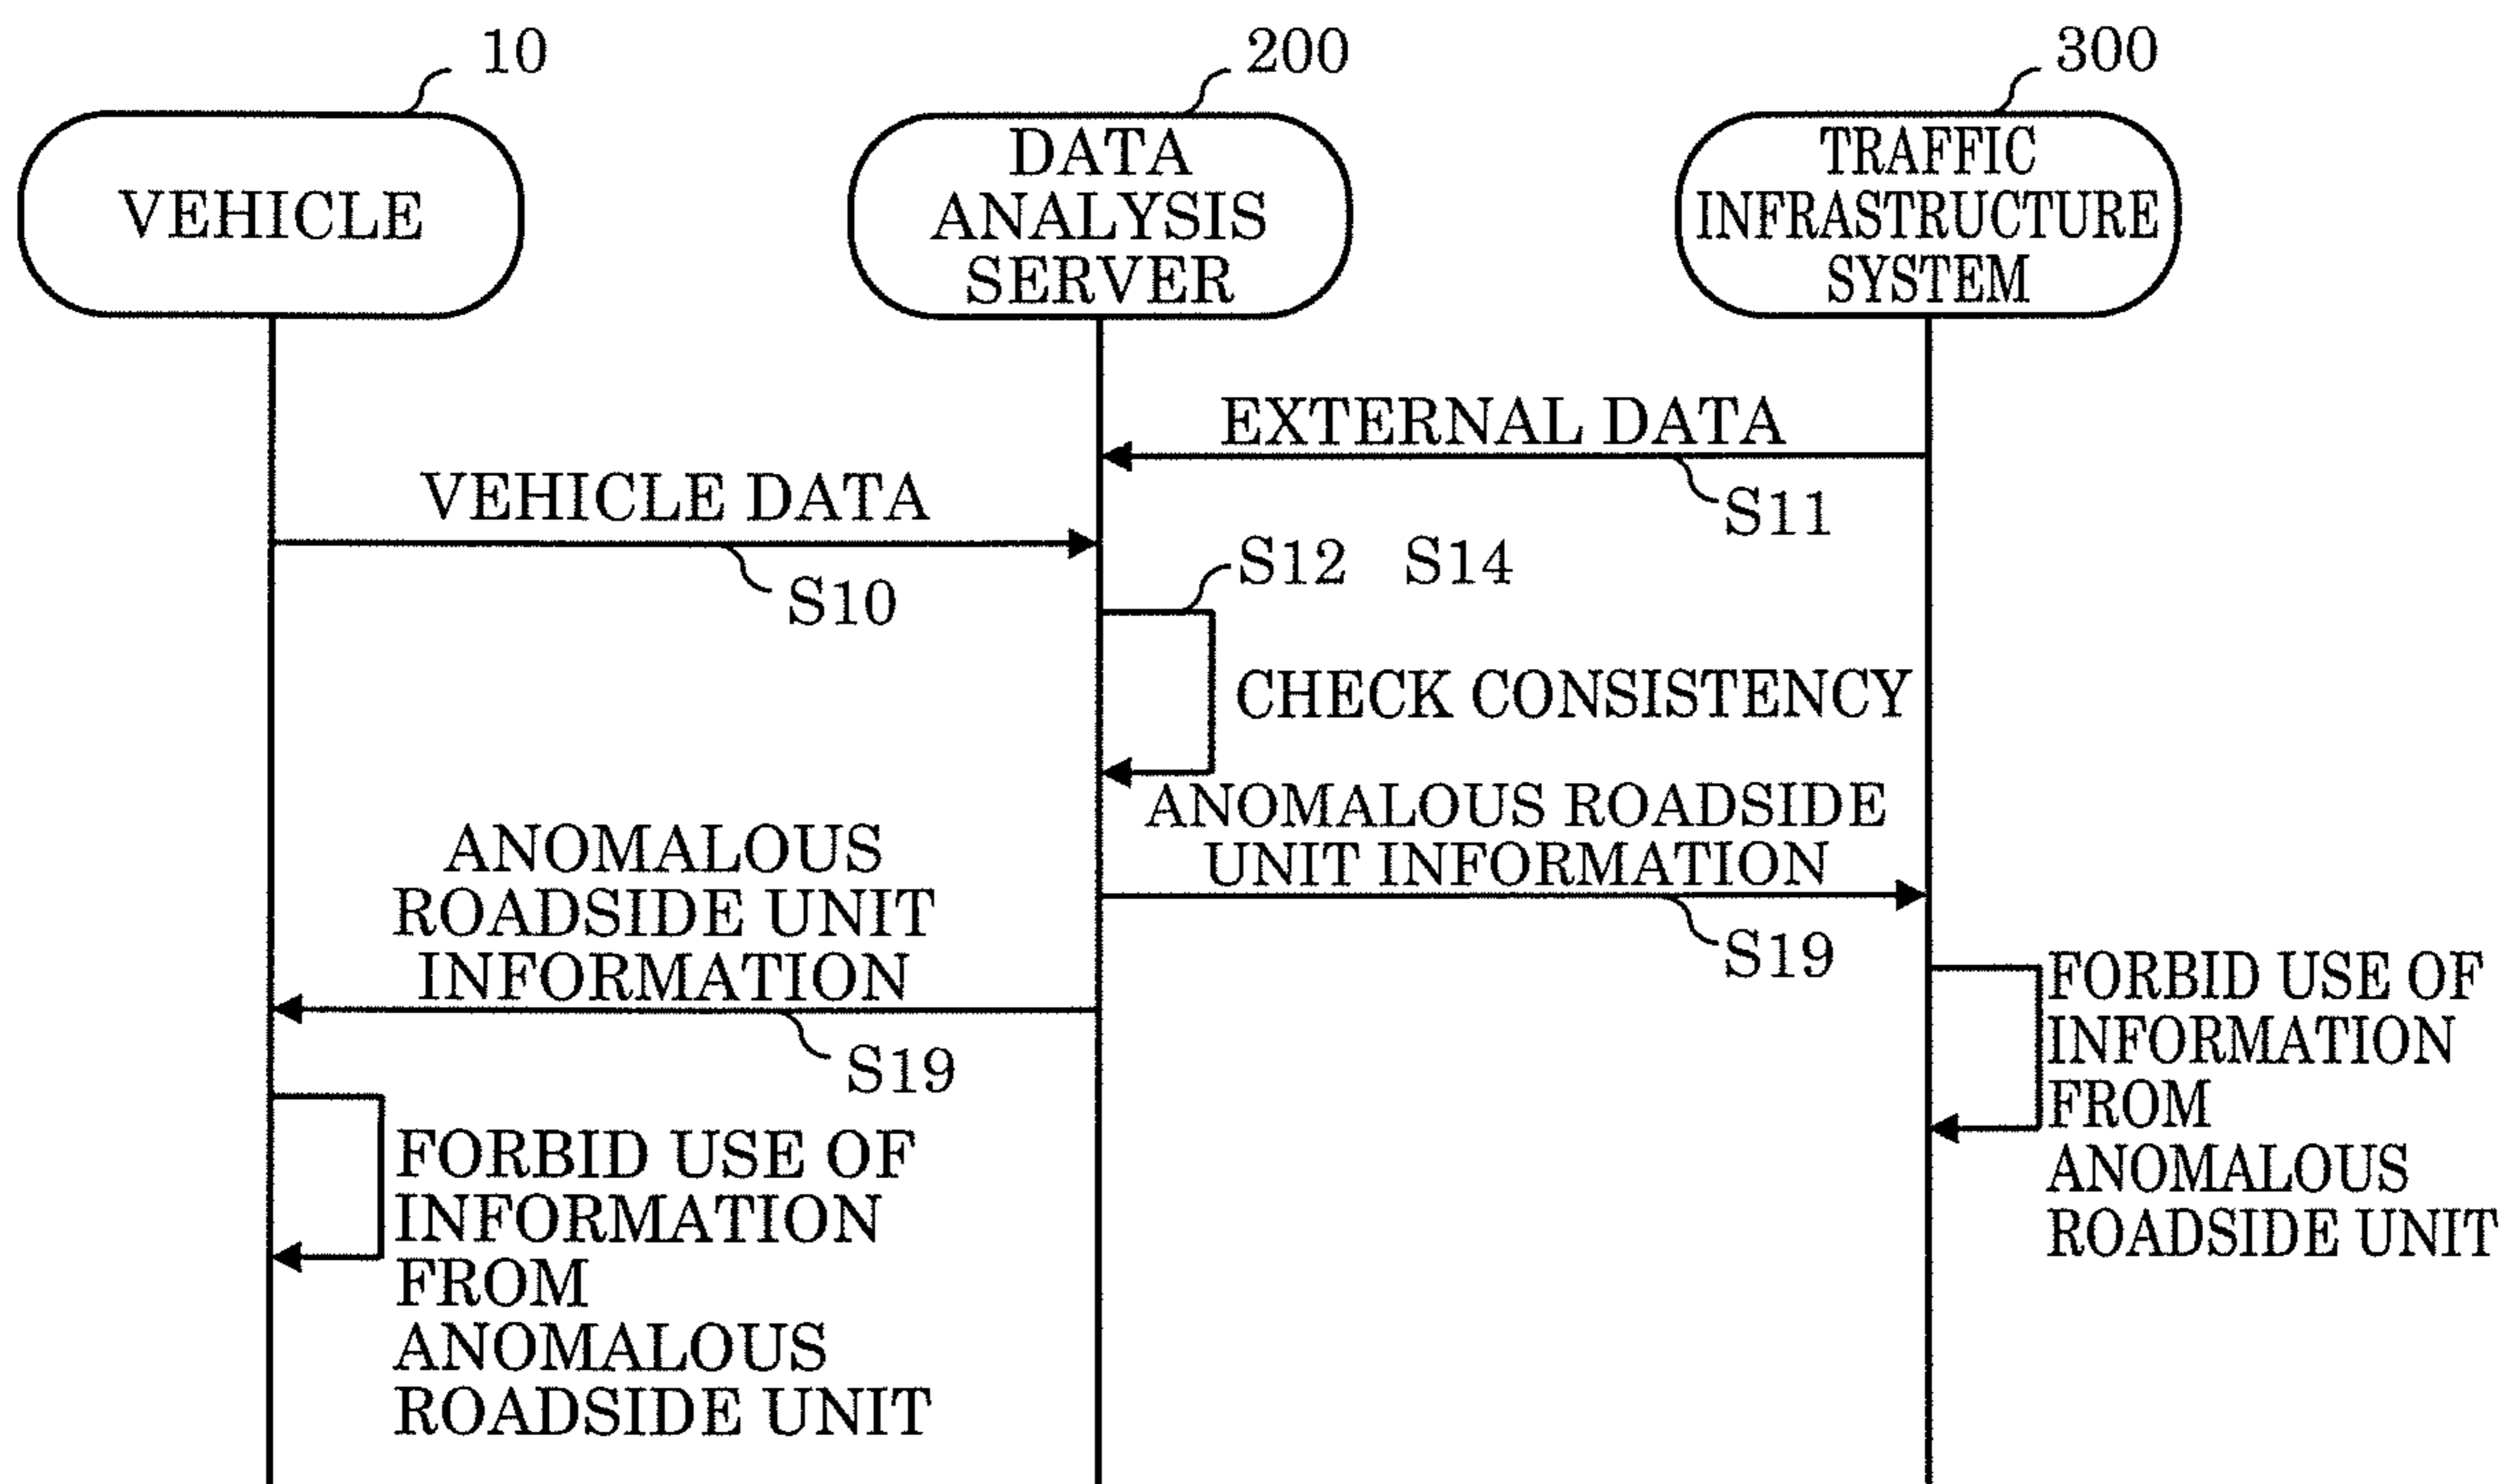 10
200
300
VEHICLE
DATA
ANALYSIS
SERVER
TRAFFIC
INFRASTRUCTURE
SYSTEM
EXTERNAL DATA
S11
VEHICLE DATA
S10
S12 S14
CHECK CONSISTENCY
ANOMALOUS ROADSIDE
UNIT INFORMATION
S19
ANOMALOUS
ROADSIDE UNIT
INFORMATION
S19
FORBID USE OF
INFORMATION
FROM
ANOMALOUS
ROADSIDE UNIT
FORBID USE OF
INFORMATION
FROM
ANOMALOUS
ROADSIDE UNIT